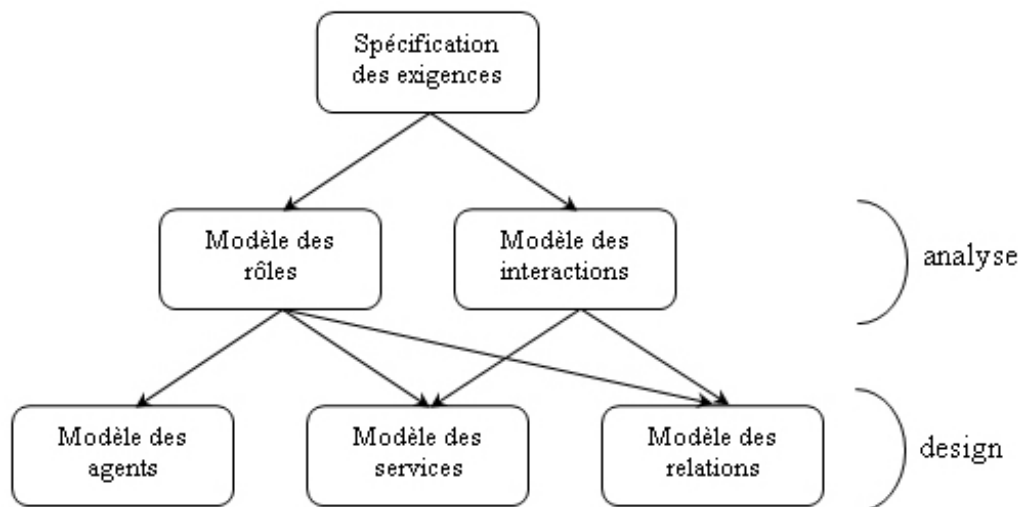 Spécification
des exigences
Modèle des
rôles
Modèle des
interactions
analyse
Modèle des
agents
Modèle des
services
Modèle des
relations
design